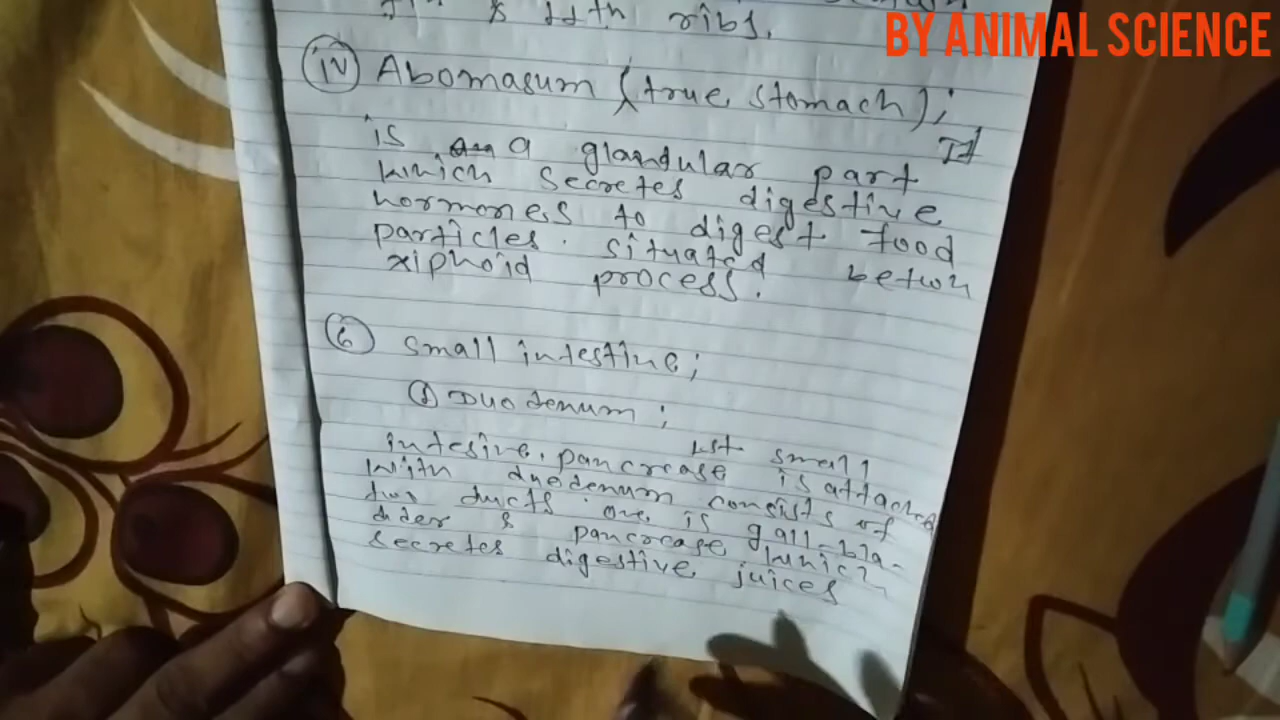 BY ANIMAL SCIENCE
& 11th ribs.
(iv) Abomasum (true stomach);
It
is a glandular part
which secretes digestive
hormones to digest food
particles. situated betwn
xiphoid process.
(6) Small intestine;
(1) Duodenum;
1st small
intesive. pancrease is attached
with duodenum consists of
two ducts. one is gall-bla-
dder & pancrease which
secretes digestive juices